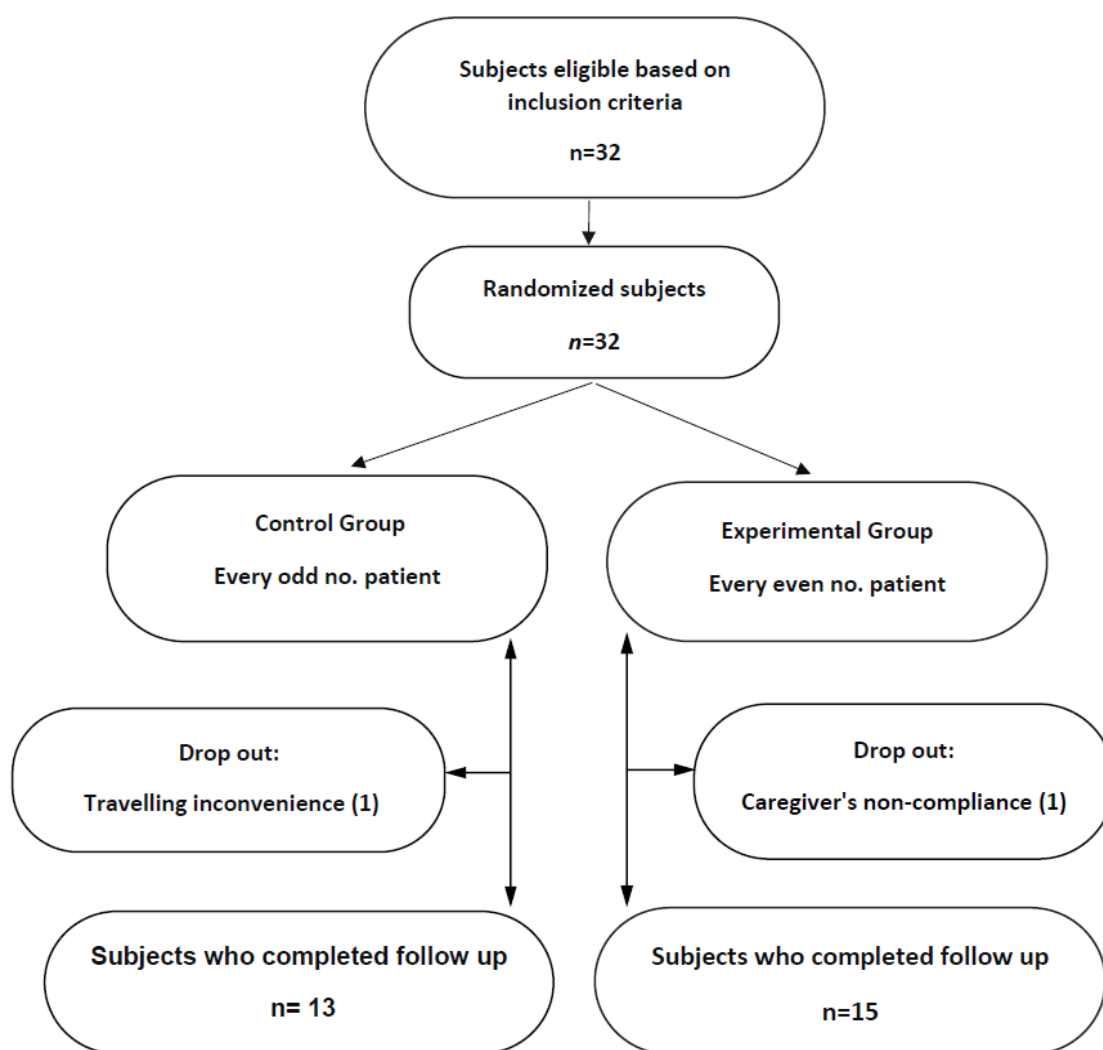 Subjects eligible based on
inclusion criteria
n=32
Randomized subjects
n=32
Control Group
Every odd no. patient
Experimental Group
Every even no. patient
Drop out:
Travelling inconvenience (1)
Drop out:
Caregiver's non-compliance (1)
Subjects who completed follow up
n= 13
Subjects who completed follow up
n=15